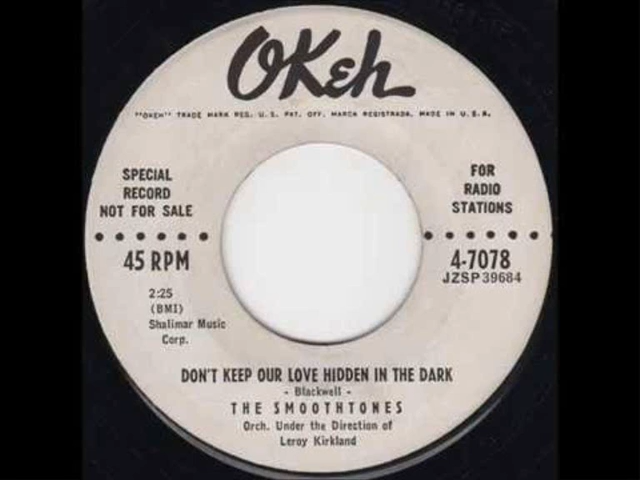 OKeh
"OKEH" TRADE MARK REG. U.S. PAT. OFF. MARCA REGISTRADA. MADE IN U.S.A.
SPECIAL
RECORD
NOT FOR SALE
FOR
RADIO
STATIONS
45 RPM
4-7078
JZSP 39684
2:25
(BMI)
Shalimar Music
Corp.
DON'T KEEP OUR LOVE HIDDEN IN THE DARK
- Blackwell -
THE SMOOTHTONES
Orch. Under the Direction of
Leroy Kirkland